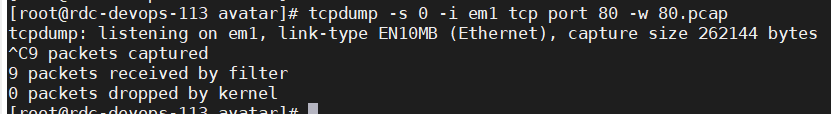 [root@rdc-devops-113 avatar]# tcpdump -s 0 -i em1 tcp port 80 -w 80.pcap
tcpdump: listening on em1, link-type EN10MB (Ethernet), capture size 262144 bytes
^C9 packets captured
9 packets received by filter
0 packets dropped by kernel
[root@rdc-devops-113 avatar]#